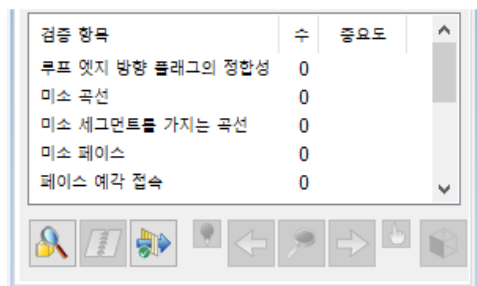 검증 항목 수 중요도
루프 엣지 방향 플래그의 정합성 0
미소 곡선 0
미소 세그먼트를 가지는 곡선 0
미소 페이스 0
페이스 예각 접속 0